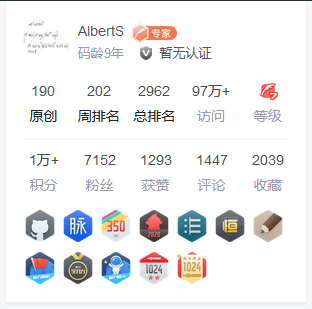 AlbertS 专家
码龄9年 暂无认证
190 202 2962 97万+
原创 周排名 总排名 访问 等级
1万+ 7152 1293 1447 2039
积分 粉丝 获赞 评论 收藏
脉 350 2020 恒
1024 1024